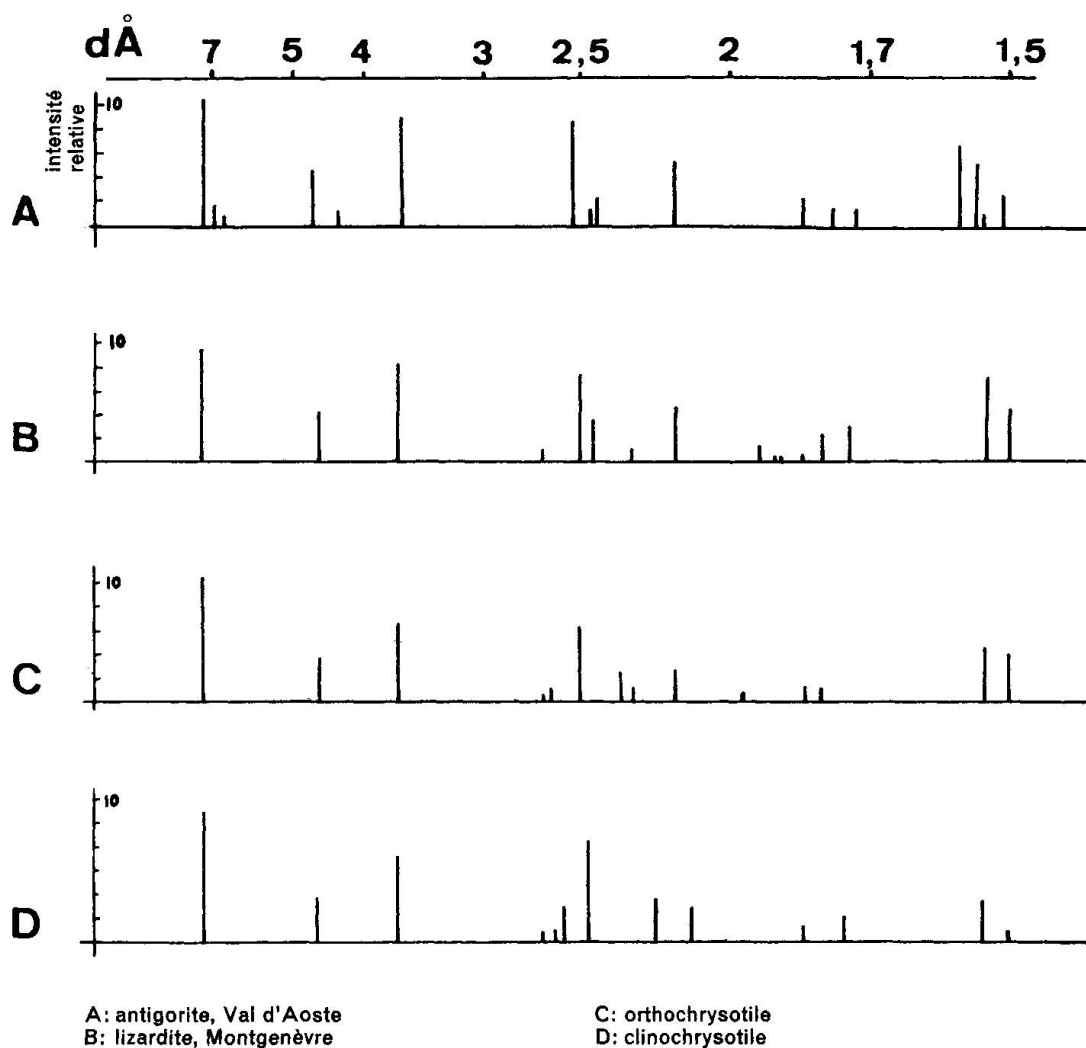 dÅ 7 5 4 3 2,5 2 1,7 1,5
intensité
relative
10
A
10
B
10
C
10
D
A: antigorite, Val d'Aoste
B: lizardite, Montgenèvre
C: orthochrysotile
D: clinochrysotile